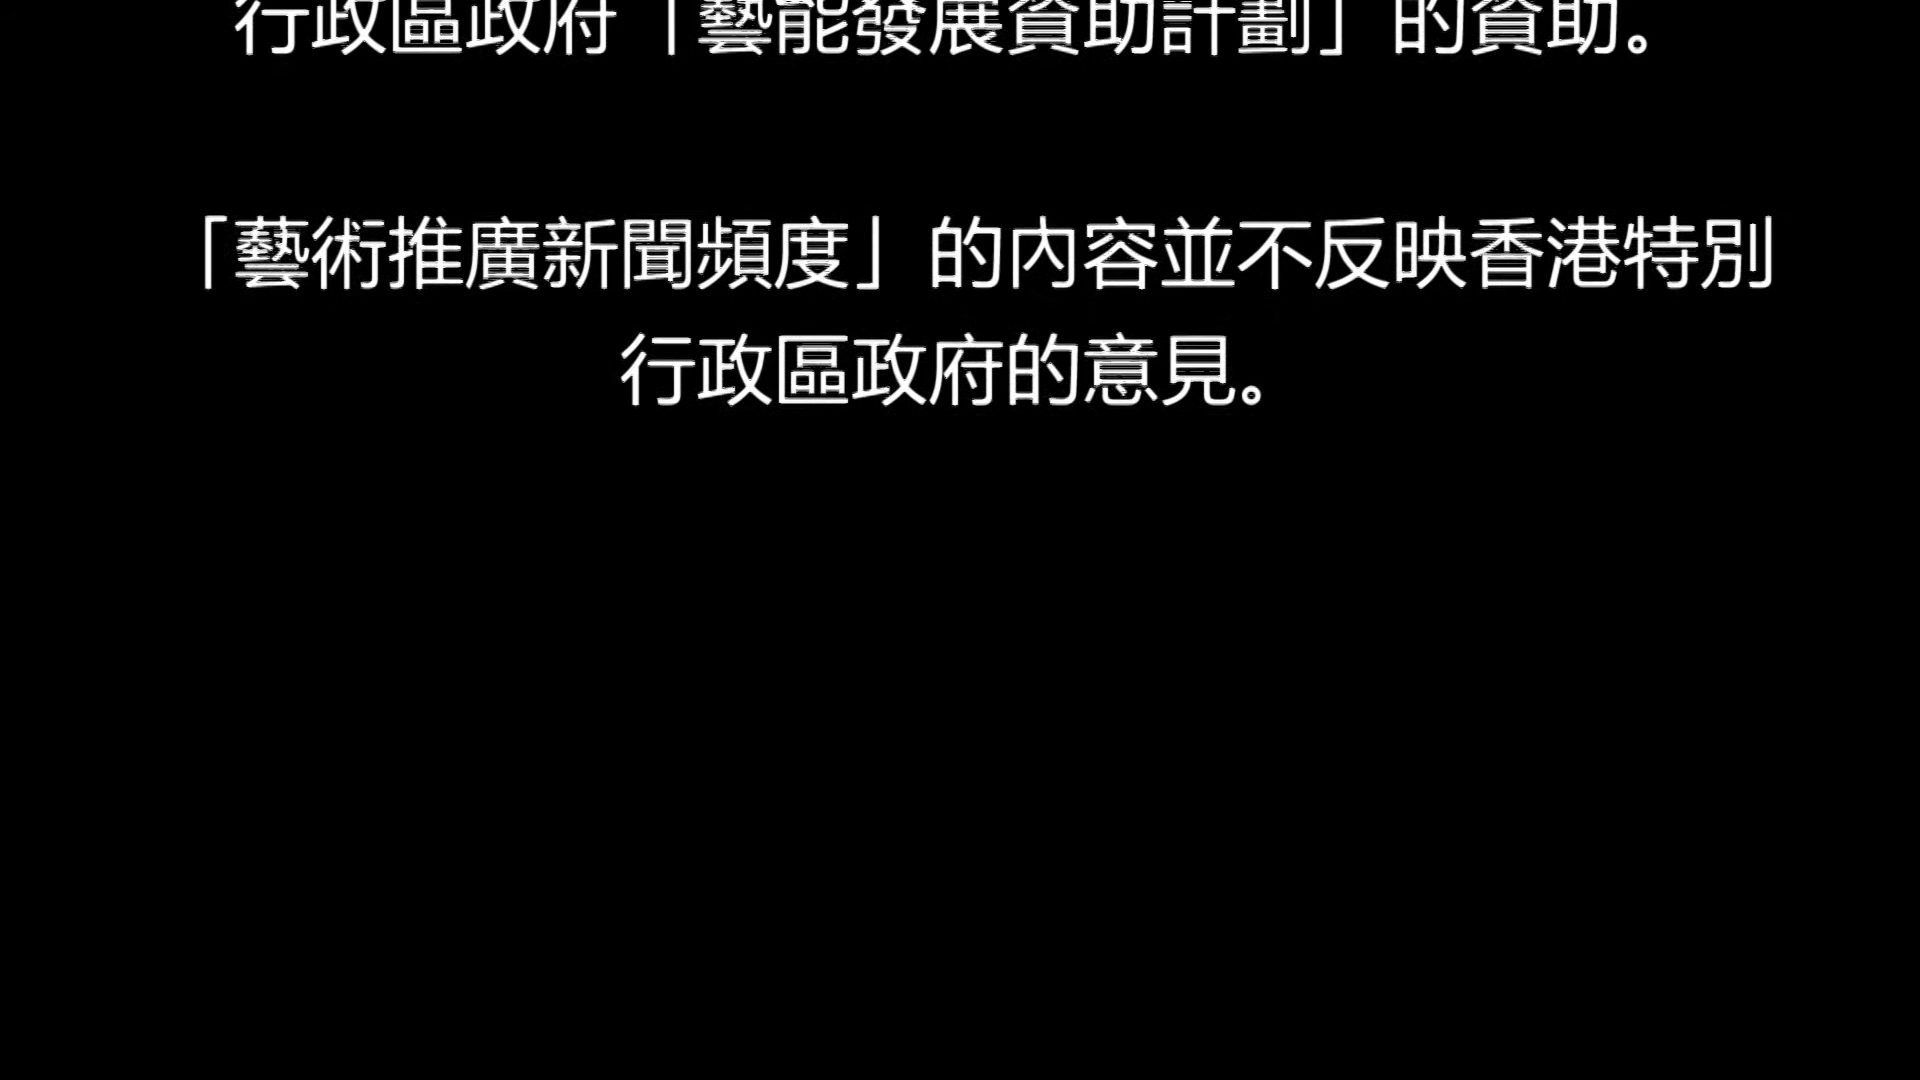 行政區政府「藝能發展資助計劃」的資助。
「藝術推廣新聞頻度」的內容並不反映香港特別
行政區政府的意見。